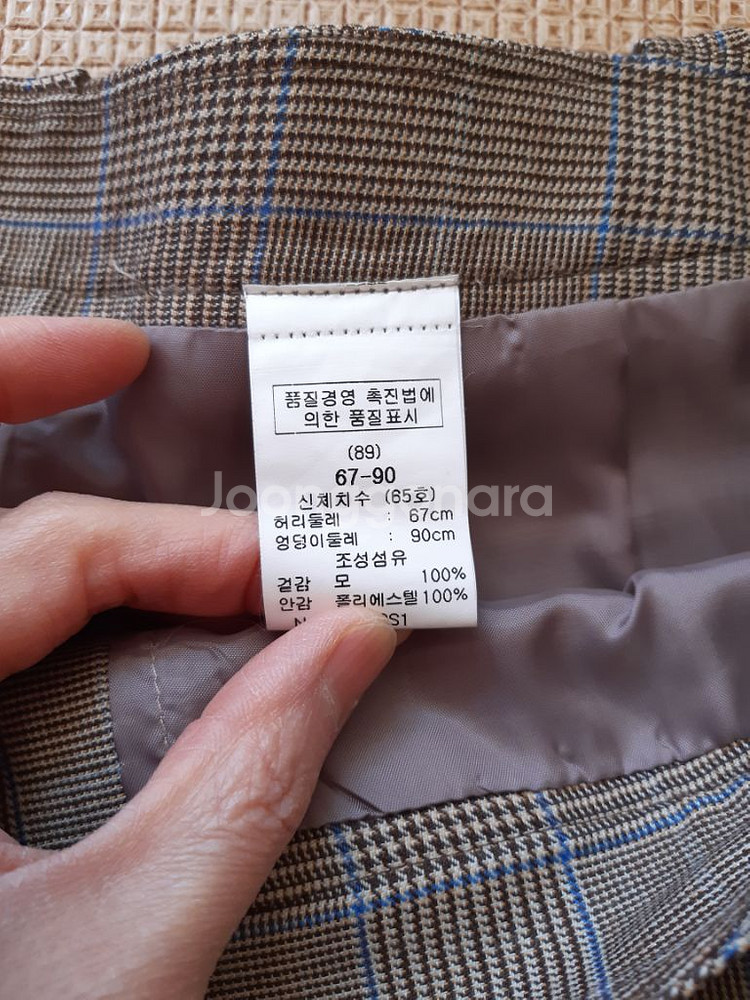 품질경영 촉진법에
의한 품질표시
(89)
67-90
신체치수 (65호)
허리둘레 : 67cm
엉덩이둘레 : 90cm
조성섬유
겉감 모 100%
안감 폴리에스텔 100%
Joonggonara